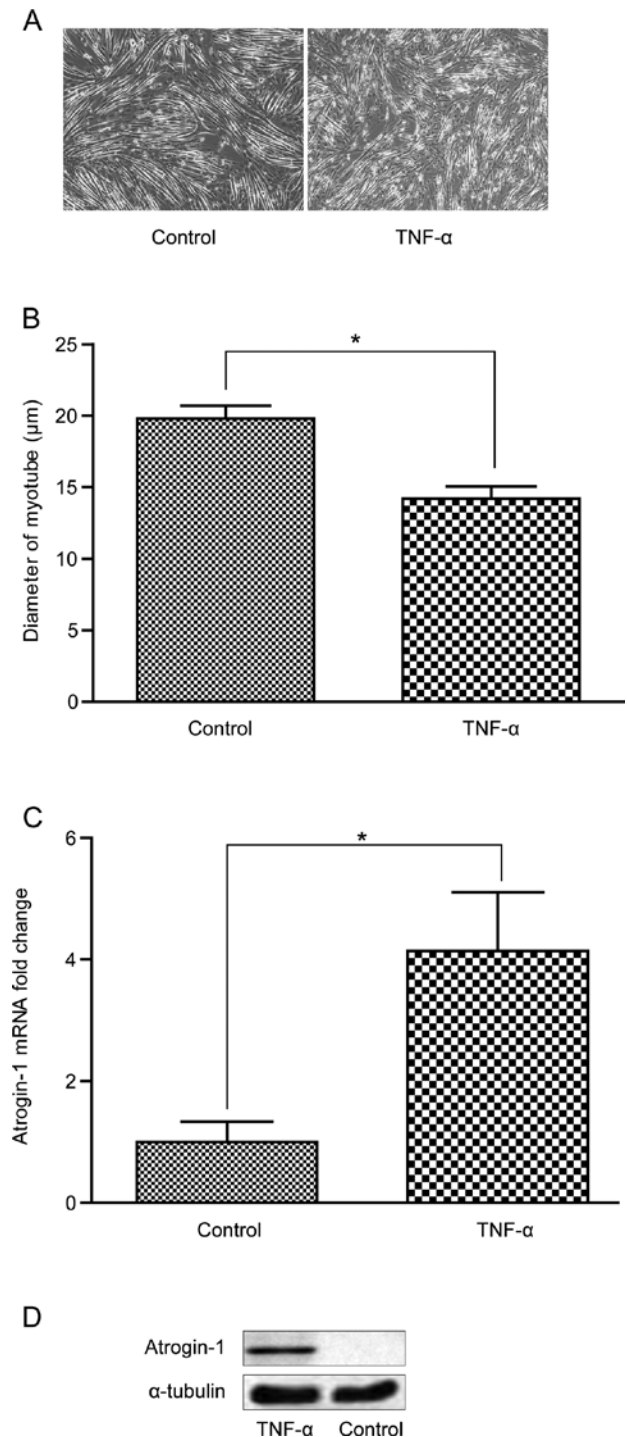 A
Control TNF-α
B
Diameter of myotube (μm)
25
20
15
10
5
0
*
Control TNF-α
C
Atrogin-1 mRNA fold change
6
4
2
0
*
Control TNF-α
D
Atrogin-1
α-tubulin
TNF-α Control